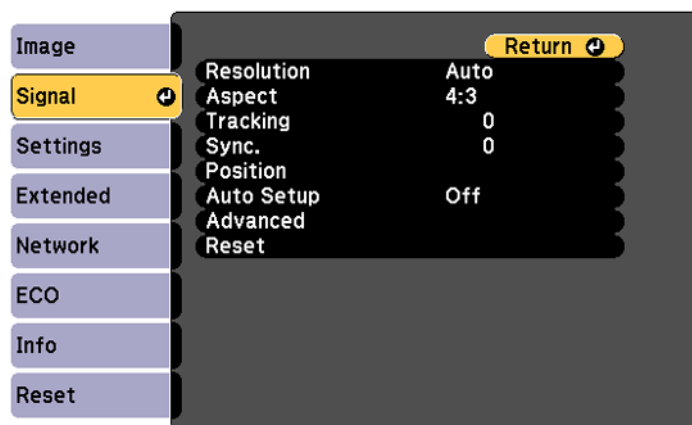 Image
Signal
Settings
Extended
Network
ECO
Info
Reset
Return
Resolution Auto
Aspect 4:3
Tracking 0
Sync. 0
Position
Auto Setup Off
Advanced
Reset